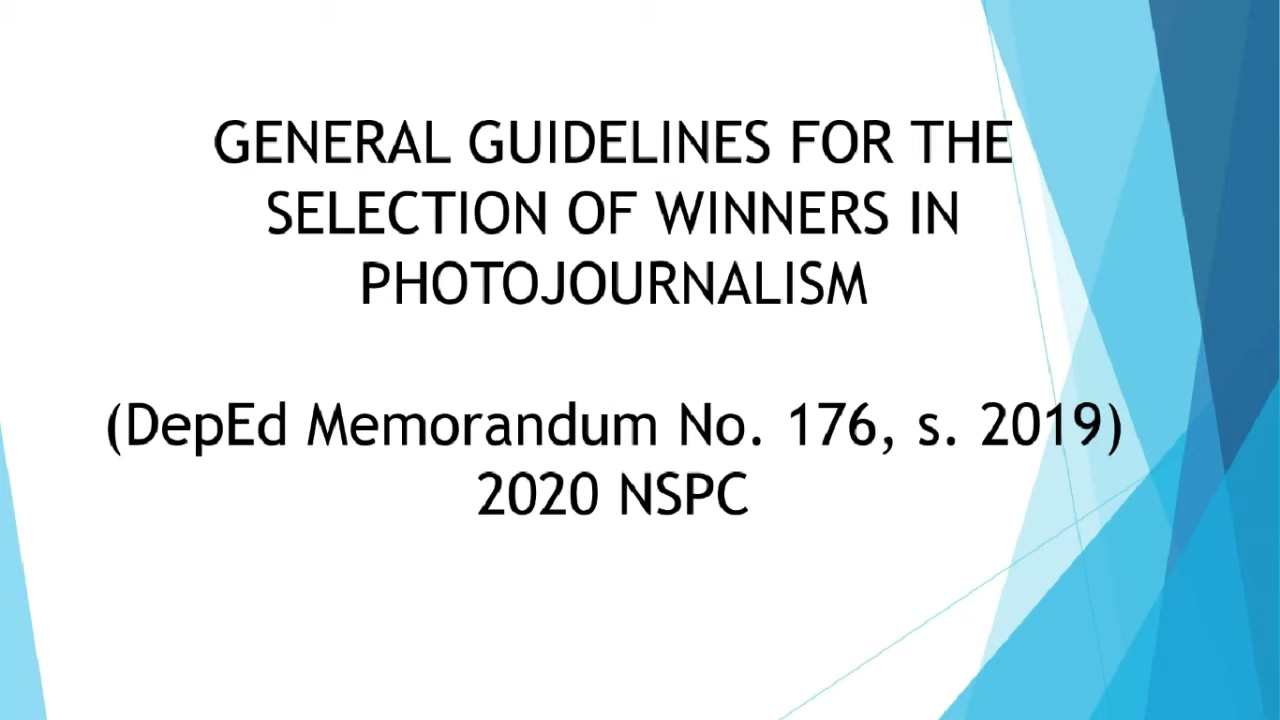 GENERAL GUIDELINES FOR THE
SELECTION OF WINNERS IN
PHOTOJOURNALISM
(DepEd Memorandum No. 176, s. 2019)
2020 NSPC